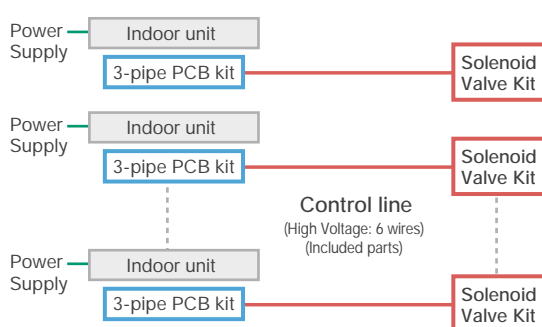 Power
Supply
Indoor unit
3-pipe PCB kit
Solenoid
Valve Kit
Power
Supply
Indoor unit
3-pipe PCB kit
Solenoid
Valve Kit
Control line
(High Voltage: 6 wires)
(Included parts)
Power
Supply
Indoor unit
3-pipe PCB kit
Solenoid
Valve Kit